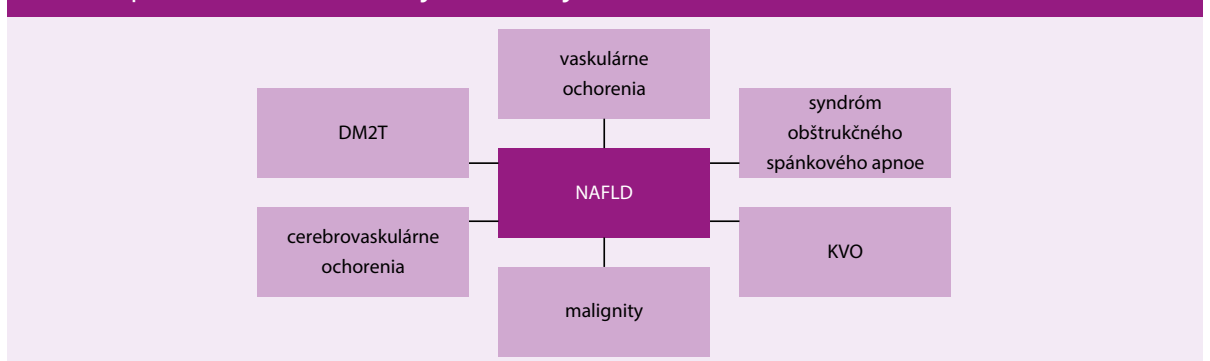 vaskulárne
ochorenia
DM2T
syndróm
obštrukčného
spánkového apnoe
NAFLD
cerebrovaskulárne
ochorenia
KVO
malignity